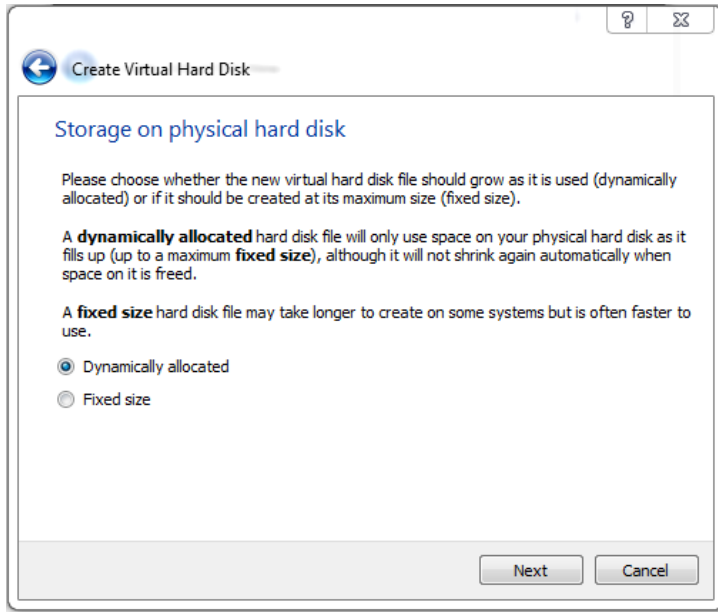 ?
Create Virtual Hard Disk
Storage on physical hard disk
Please choose whether the new virtual hard disk file should grow as it is used (dynamically
allocated) or if it should be created at its maximum size (fixed size).
A dynamically allocated hard disk file will only use space on your physical hard disk as it
fills up (up to a maximum fixed size), although it will not shrink again automatically when
space on it is freed.
A fixed size hard disk file may take longer to create on some systems but is often faster to
use.
Dynamically allocated
Fixed size
Next Cancel